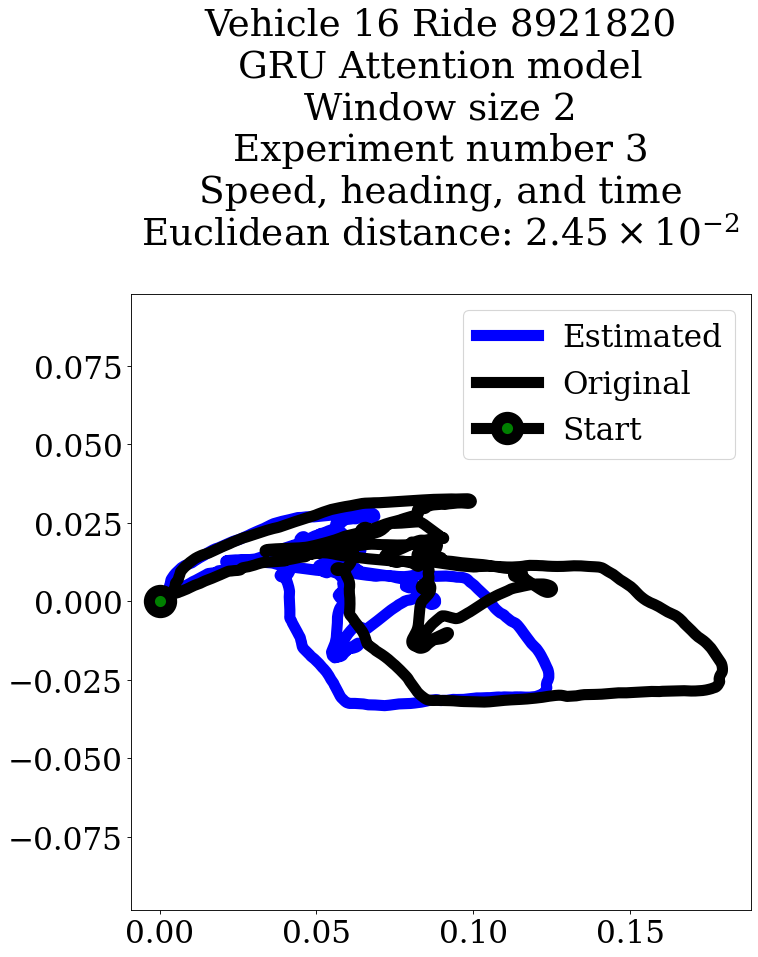 Vehicle 16 Ride 8921820
GRU Attention model
Window size 2
Experiment number 3
Speed, heading, and time
Euclidean distance: 2.45 × 10⁻²
Estimated
Original
Start
0.075
0.050
0.025
0.000
−0.025
−0.050
−0.075
0.00 0.05 0.10 0.15